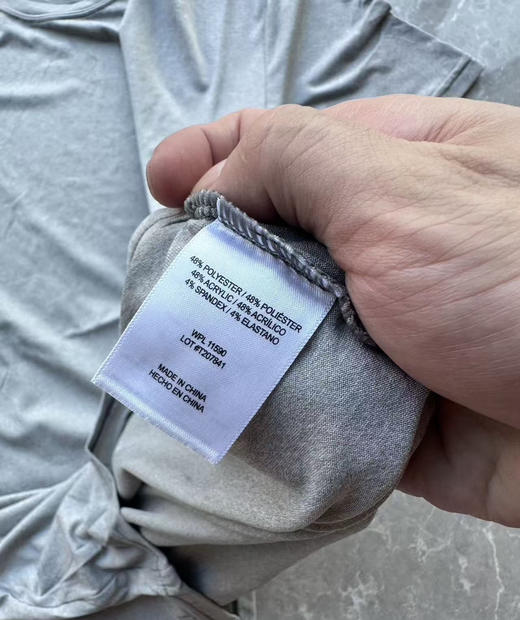 48% POLYESTER / 48% POLIÉSTER
48% ACRYLIC / 48% ACRÍLICO
4% SPANDEX / 4% ELASTANO
WPL 11590
LOT #T207841
MADE IN CHINA
HECHO EN CHINA